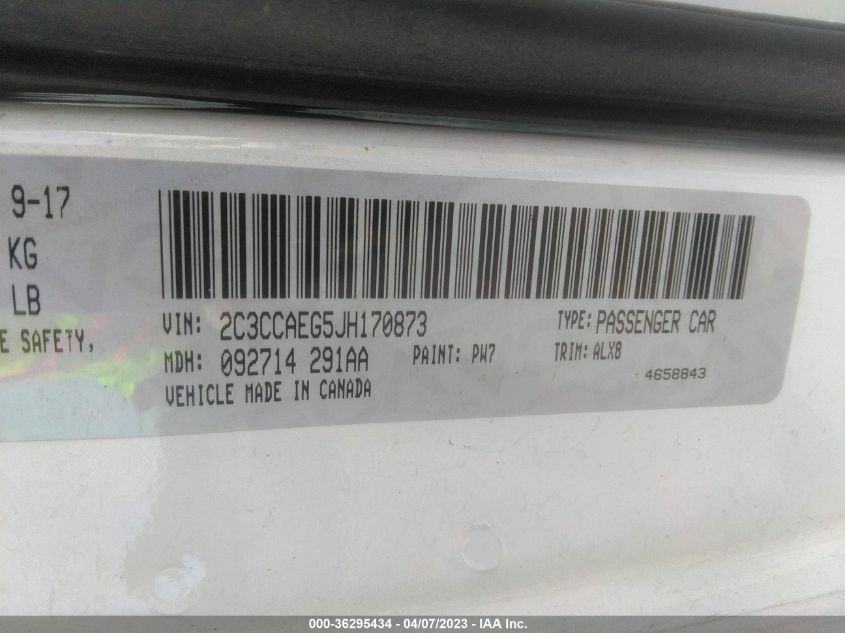 9-17
KG
LB
E SAFETY,
VIN: 2C3CCAEG5JH170873
TYPE: PASSENGER CAR
MDH: 092714 291AA
PAINT: PW7
TRIM: ALX8
VEHICLE MADE IN CANADA
4658843
000-36295434 - 04/07/2023 - IAA Inc.